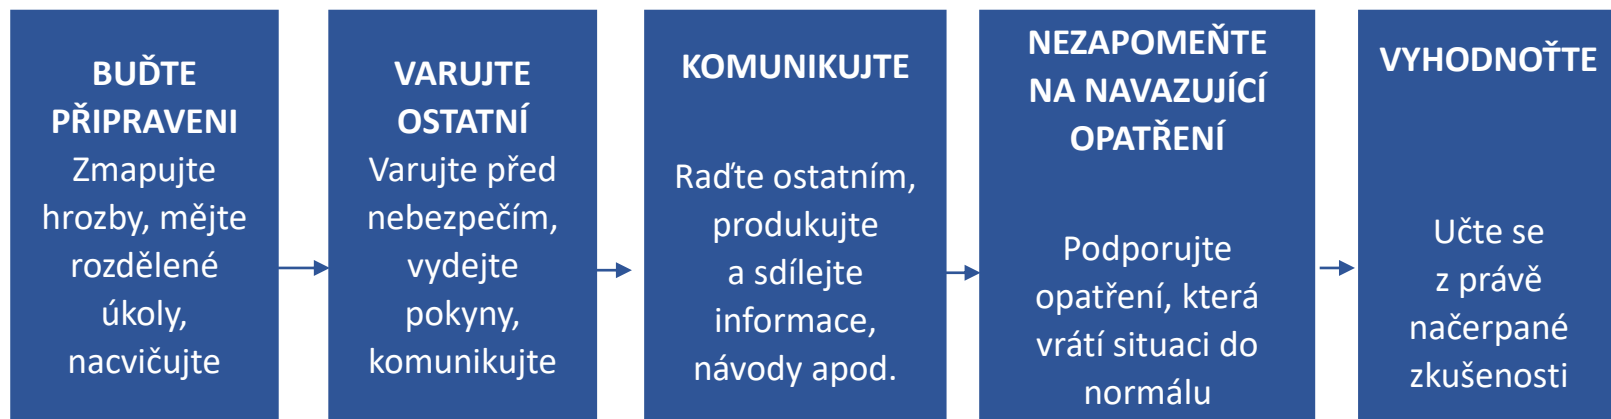 BUĎTE
PŘIPRAVENI
Zmapujte
hrozby, mějte
rozdělené
úkoly,
nacvičujte
VARUJTE
OSTATNÍ
Varujte před
nebezpečím,
vydejte
pokyny,
komunikujte
KOMUNIKUJTE
Raďte ostatním,
produkujte
a sdílejte
informace,
návody apod.
NEZAPOMEŇTE
NA NAVAZUJÍCÍ
OPATŘENÍ
Podporujte
opatření, která
vrátí situaci do
normálu
VYHODNOŤTE
Učte se
z právě
načerpané
zkušenosti